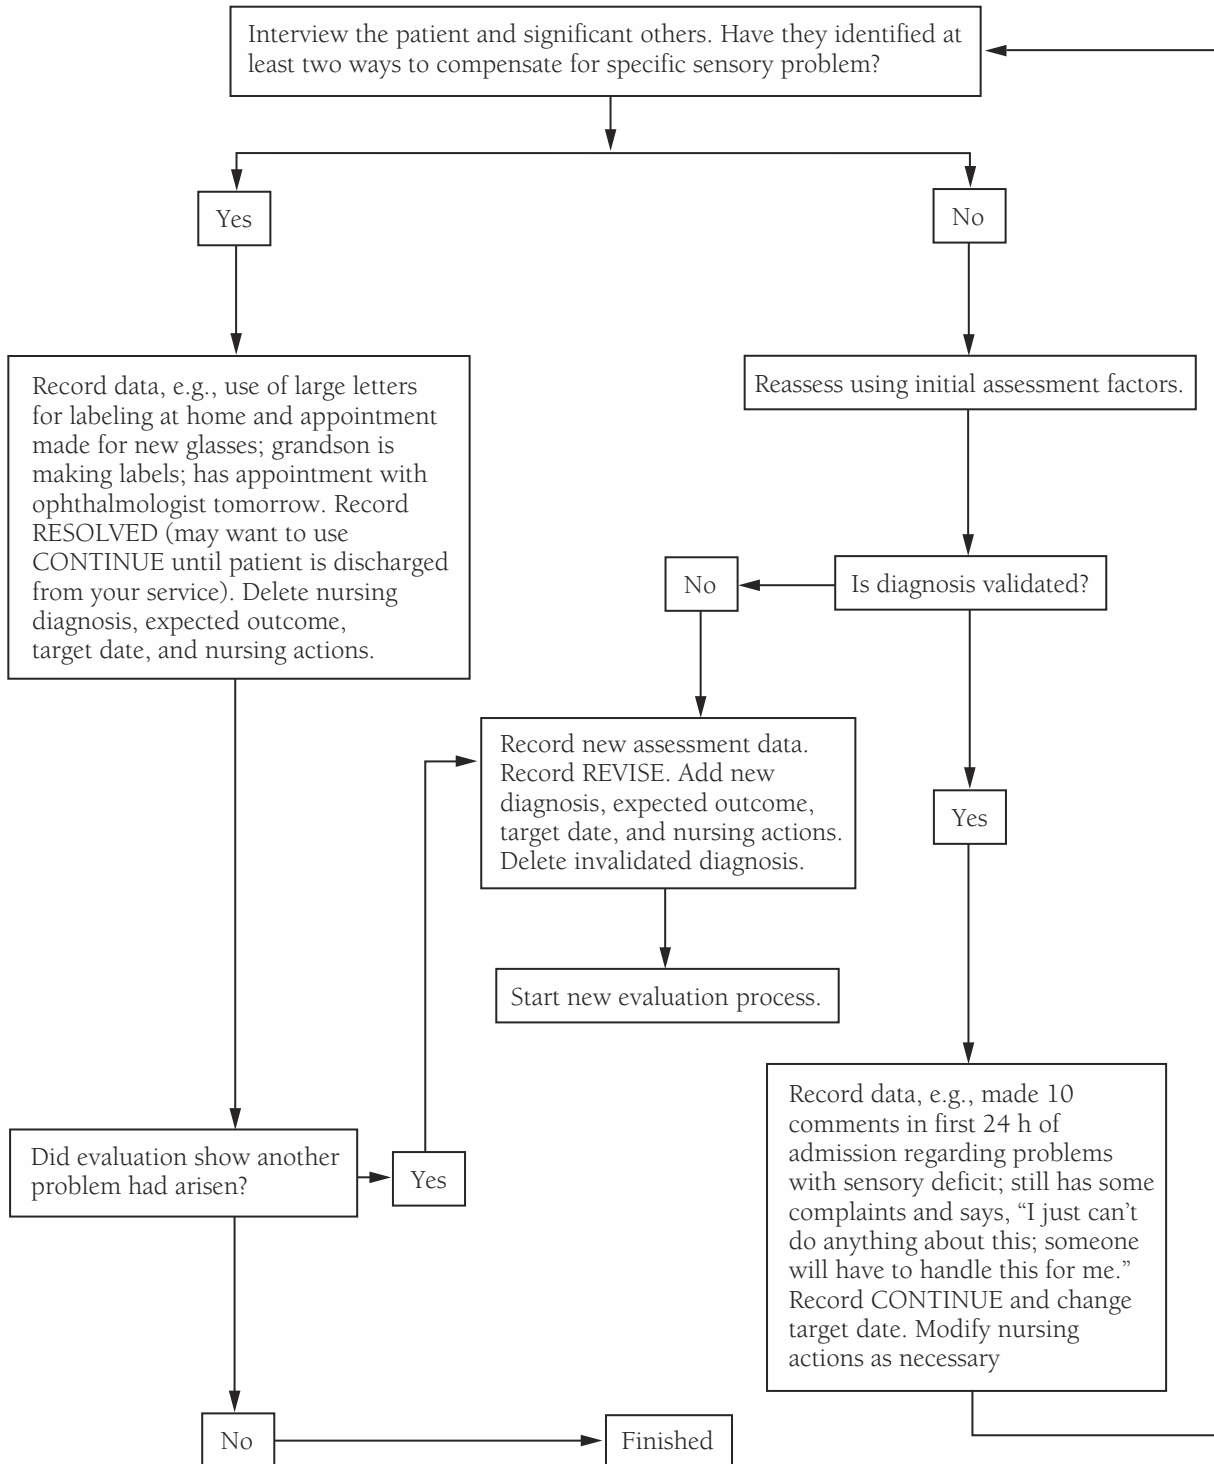 Interview the patient and significant others. Have they identified at
least two ways to compensate for specific sensory problem?
Yes
No
Record data, e.g., use of large letters
for labeling at home and appointment
made for new glasses; grandson is
making labels; has appointment with
ophthalmologist tomorrow. Record
RESOLVED (may want to use
CONTINUE until patient is discharged
from your service). Delete nursing
diagnosis, expected outcome,
target date, and nursing actions.
Reassess using initial assessment factors.
No
Is diagnosis validated?
Record new assessment data.
Record REVISE. Add new
diagnosis, expected outcome,
target date, and nursing actions.
Delete invalidated diagnosis.
Yes
Start new evaluation process.
Did evaluation show another
problem had arisen?
Yes
Record data, e.g., made 10
comments in first 24 h of
admission regarding problems
with sensory deficit; still has some
complaints and says, “I just can’t
do anything about this; someone
will have to handle this for me.”
Record CONTINUE and change
target date. Modify nursing
actions as necessary
No
Finished